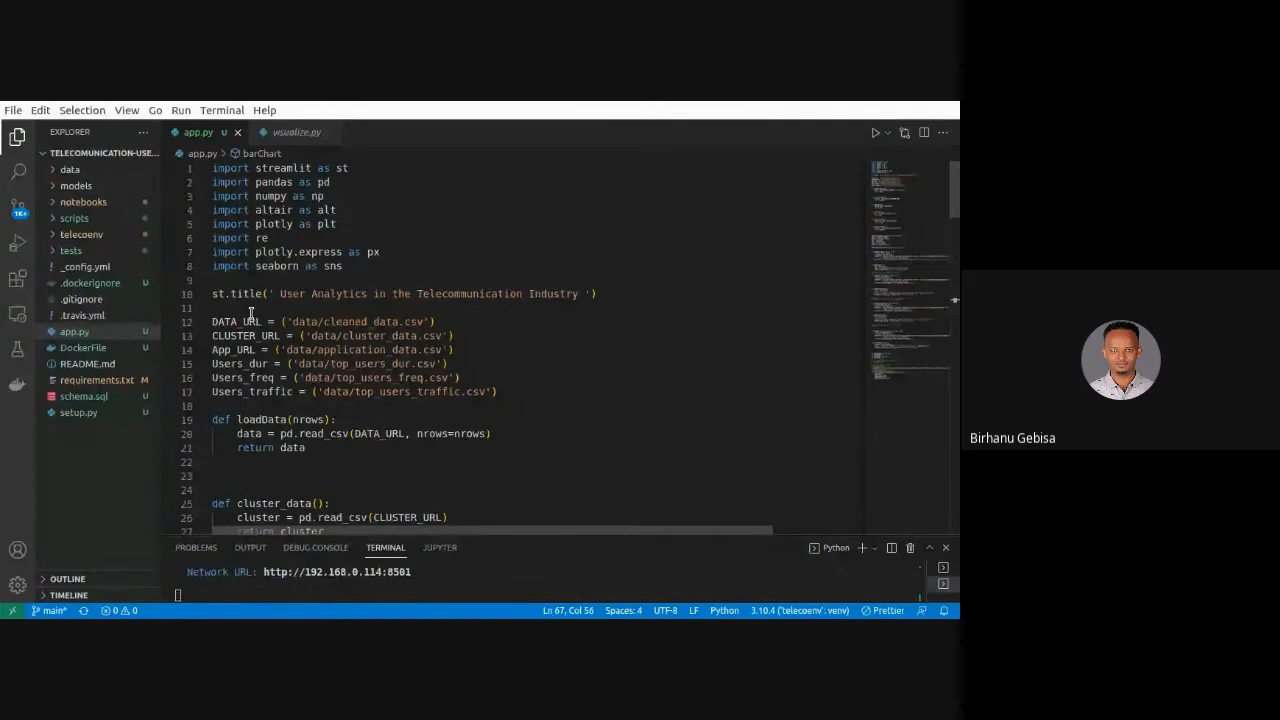 File Edit Selection View Go Run Terminal Help
EXPLORER
TELECOMUNICATION-USE...
data
models
notebooks
scripts
telecoenv
tests
_config.yml
.dockerignore U
.gitignore
.travis.yml
app.py U
DockerFile U
README.md
requirements.txt M
schema.sql U
setup.py U
OUTLINE
TIMELINE
1K+
app.py U visualize.py
app.py > barChart
1 import streamlit as st
2 import pandas as pd
3 import numpy as np
4 import altair as alt
5 import plotly as plt
6 import re
7 import plotly.express as px
8 import seaborn as sns
9
10 st.title(' User Analytics in the Telecommunication Industry ')
11
12 DATA_URL = ('data/cleaned_data.csv')
13 CLUSTER_URL = ('data/cluster_data.csv')
14 App_URL = ('data/application_data.csv')
15 Users_dur = ('data/top_users_dur.csv')
16 Users_freq = ('data/top_users_freq.csv')
17 Users_traffic = ('data/top_users_traffic.csv')
18
19 def loadData(nrows):
20 data = pd.read_csv(DATA_URL, nrows=nrows)
21 return data
22
23
24
25 def cluster_data():
26 cluster = pd.read_csv(CLUSTER_URL)
27 return cluster
PROBLEMS OUTPUT DEBUG CONSOLE TERMINAL JUPYTER Python
Network URL: http://192.168.0.114:8501
main* 0 0 Ln 67, Col 56 Spaces: 4 UTF-8 LF Python 3.10.4 ('telecoenv': venv) Prettier
Birhanu Gebisa